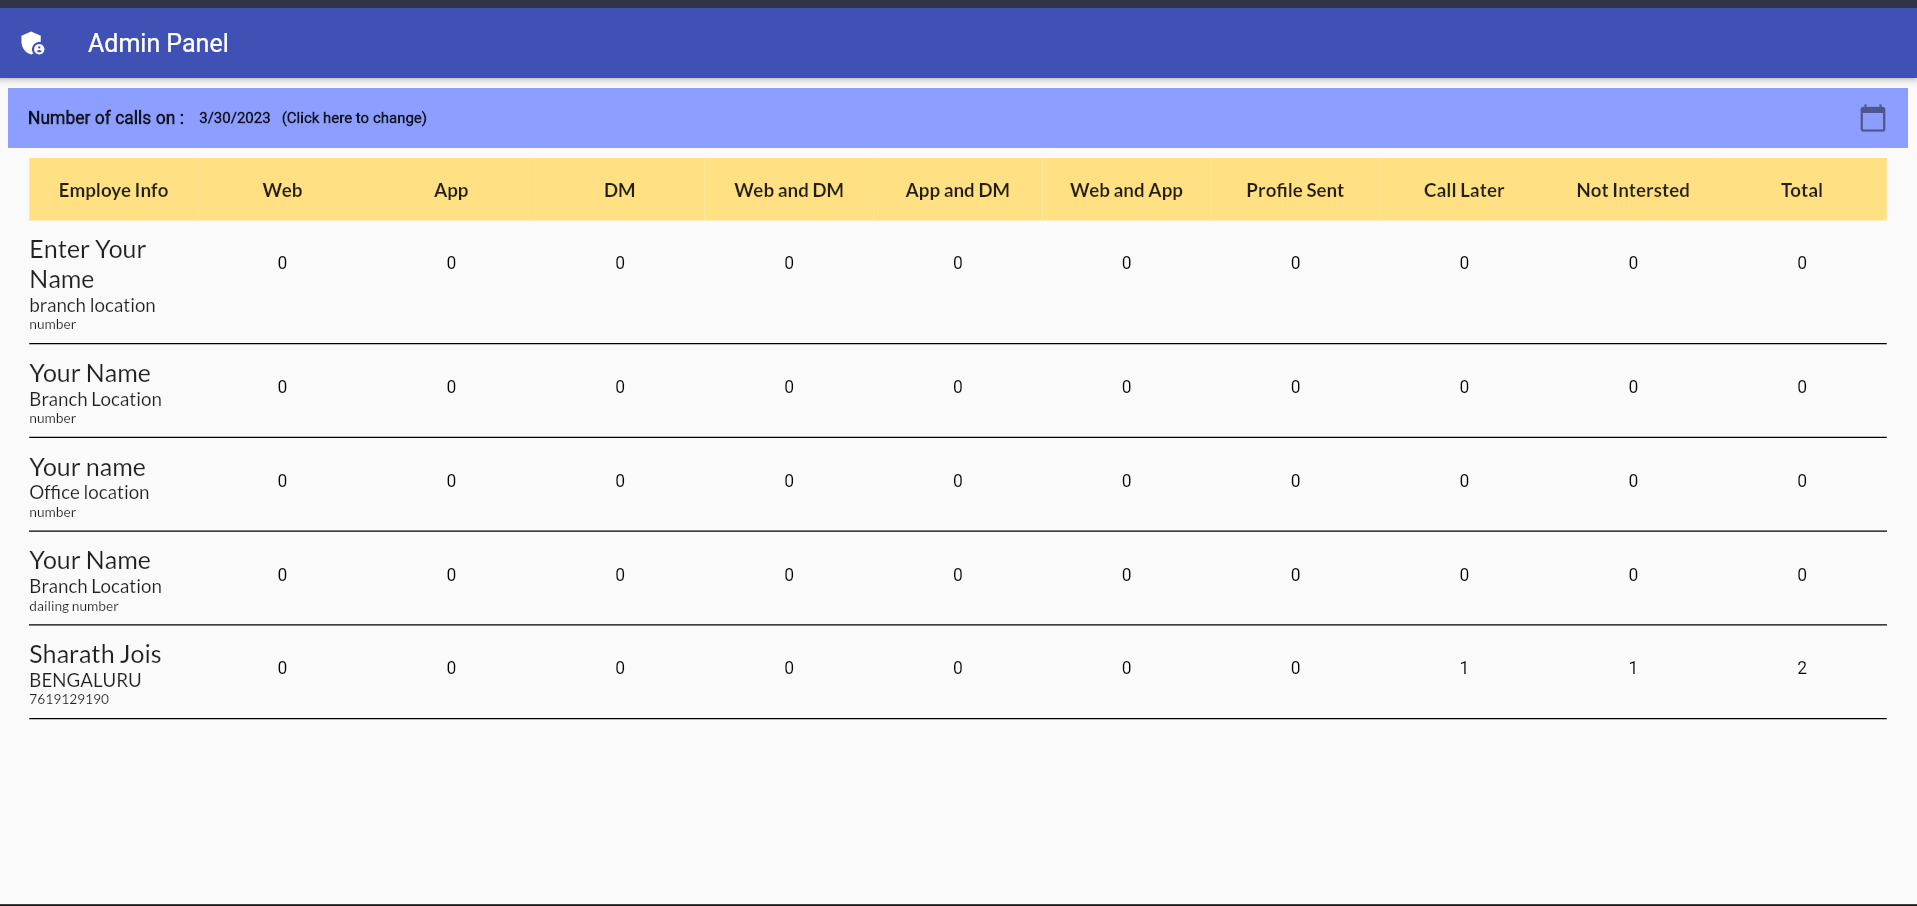 Admin Panel
Number of calls on : 3/30/2023 (Click here to change)
Employe Info Web App DM Web and DM App and DM Web and App Profile Sent Call Later Not Intersted Total
Enter Your
Name
branch location
number
0 0 0 0 0 0 0 0 0 0
Your Name
Branch Location
number
0 0 0 0 0 0 0 0 0 0
Your name
Office location
number
0 0 0 0 0 0 0 0 0 0
Your Name
Branch Location
dailing number
0 0 0 0 0 0 0 0 0 0
Sharath Jois
BENGALURU
7619129190
0 0 0 0 0 0 0 1 1 2